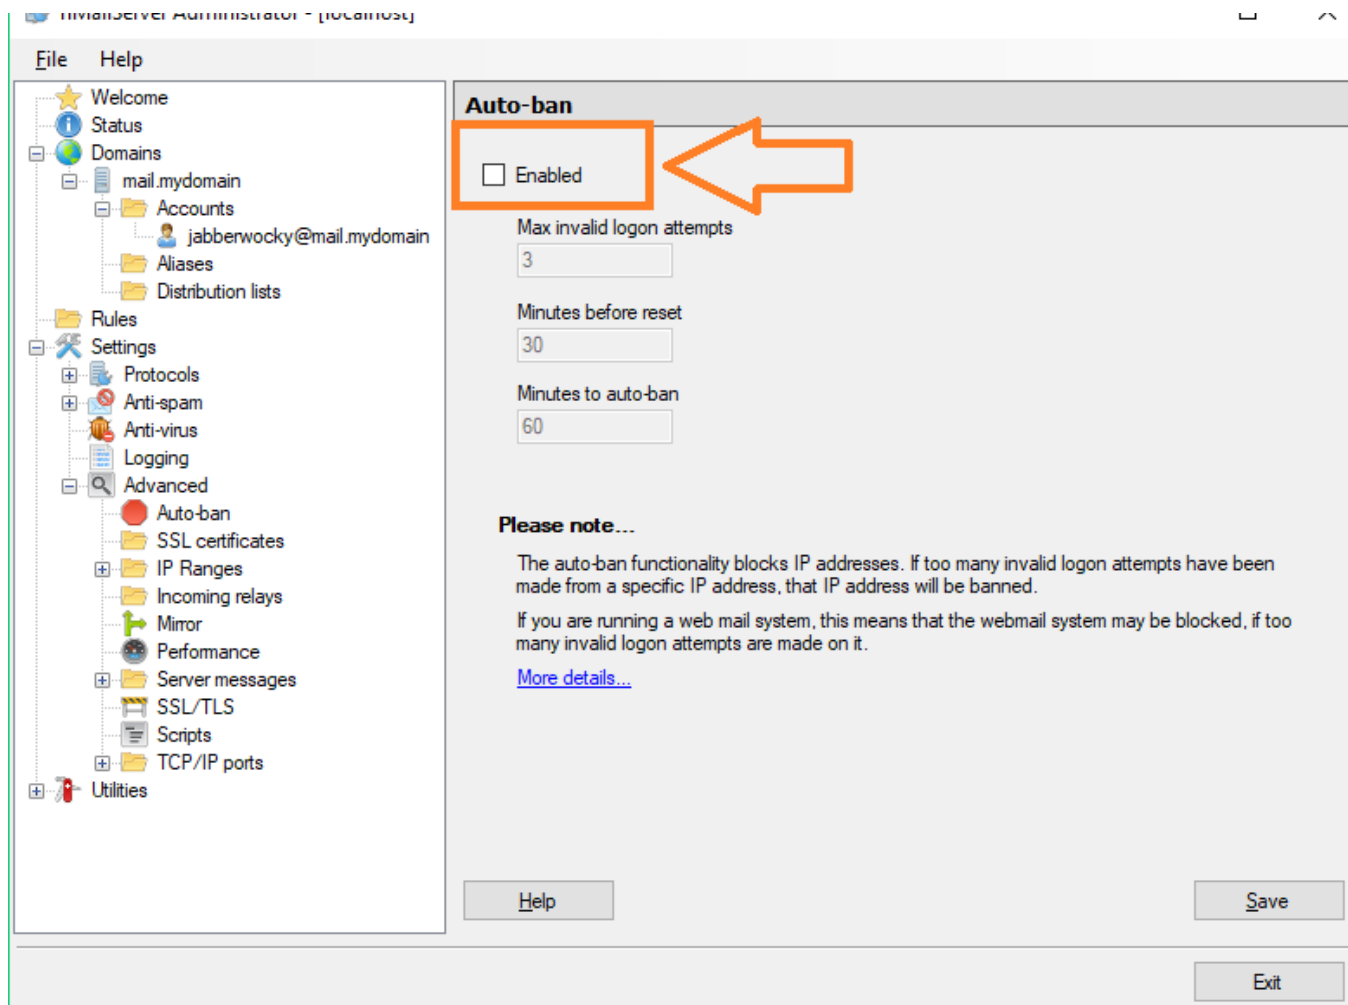 hMailServer Administrator - [localhost]
File Help
Welcome
Status
Domains
mail.mydomain
Accounts
jabberwocky@mail.mydomain
Aliases
Distribution lists
Rules
Settings
Protocols
Anti-spam
Anti-virus
Logging
Advanced
Auto-ban
SSL certificates
IP Ranges
Incoming relays
Mirror
Performance
Server messages
SSL/TLS
Scripts
TCP/IP ports
Utilities
Auto-ban
Enabled
Max invalid logon attempts
3
Minutes before reset
30
Minutes to auto-ban
60
Please note...
The auto-ban functionality blocks IP addresses. If too many invalid logon attempts have been
made from a specific IP address, that IP address will be banned.
If you are running a web mail system, this means that the webmail system may be blocked, if too
many invalid logon attempts are made on it.
More details...
Help
Save
Exit